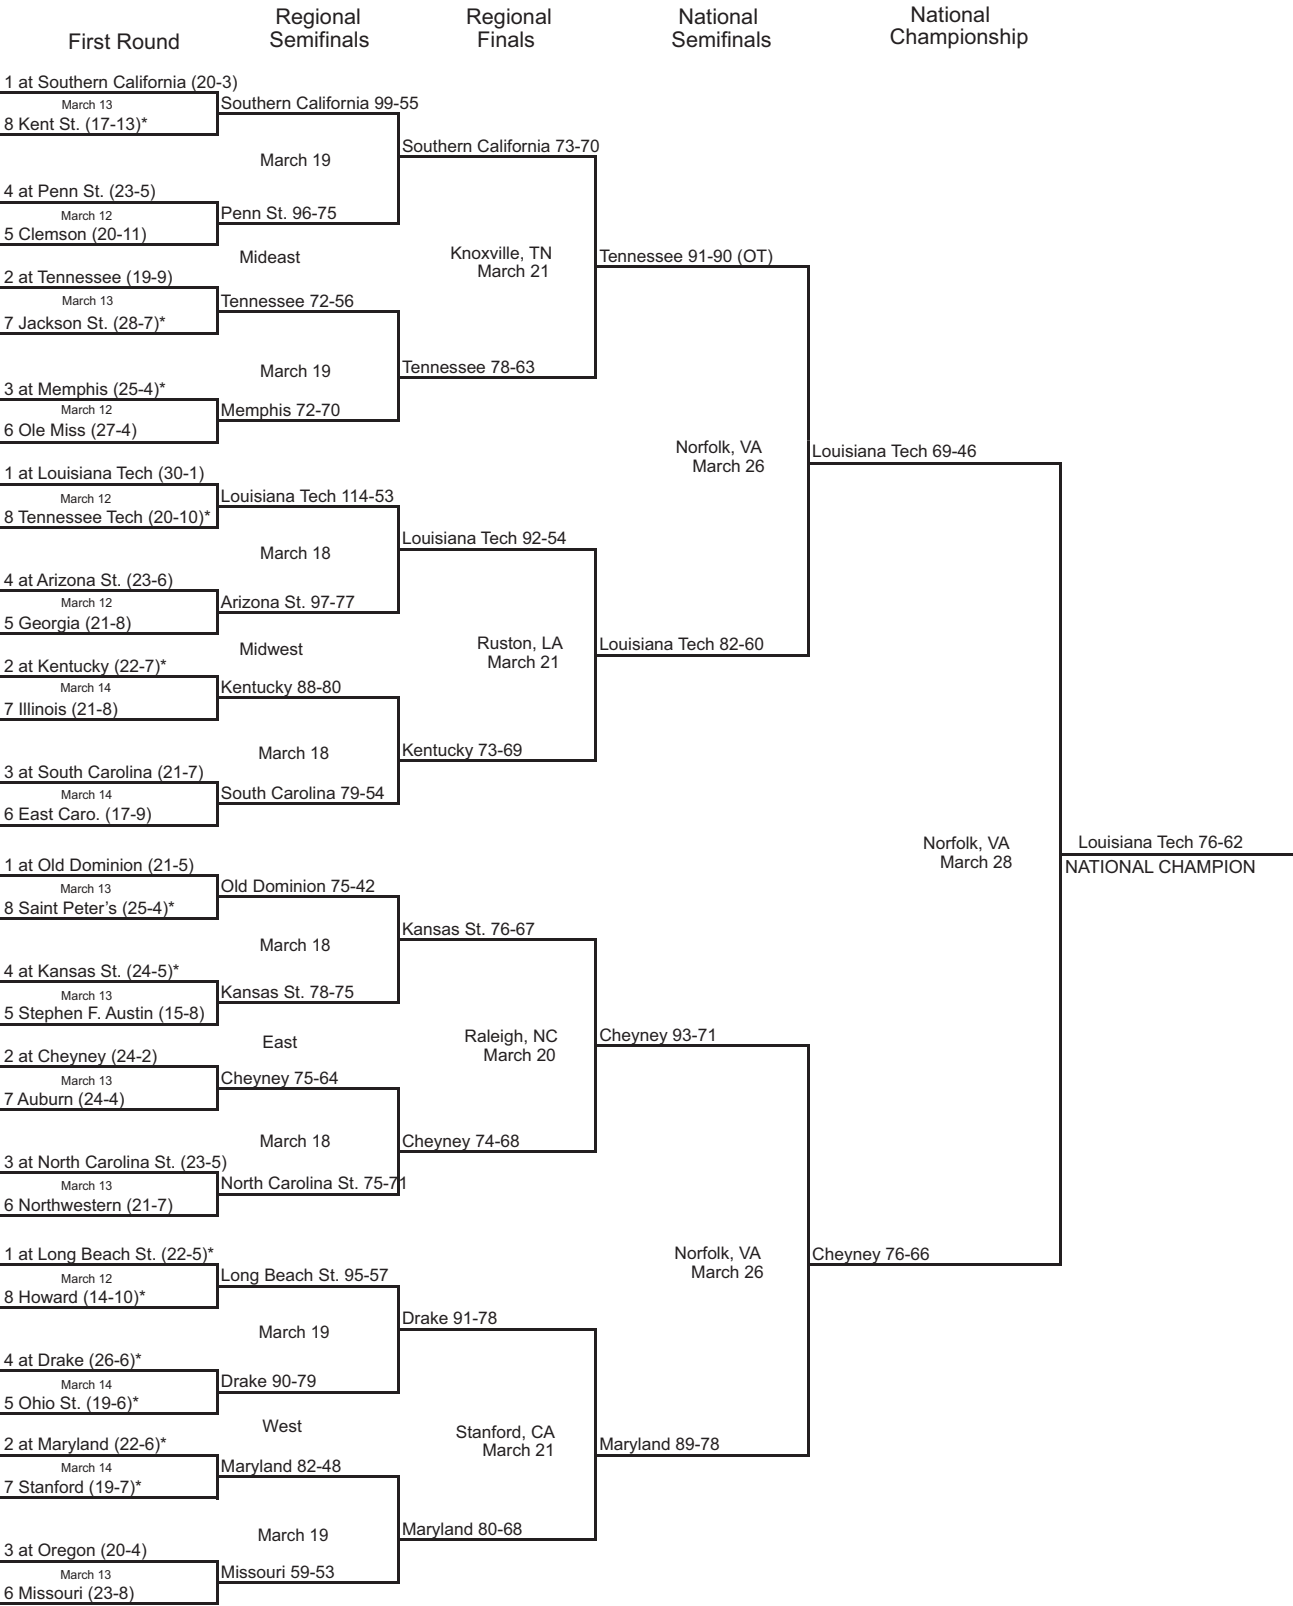 Regional
Semifinals
Regional
Finals
National
Semifinals
National
Championship
First Round
1 at Southern California (20-3)
March 13
8 Kent St. (17-13)*
Southern California 99-55
March 19
Southern California 73-70
4 at Penn St. (23-5)
March 12
5 Clemson (20-11)
Penn St. 96-75
Mideast
Knoxville, TN
March 21
Tennessee 91-90 (OT)
2 at Tennessee (19-9)
March 13
7 Jackson St. (28-7)*
Tennessee 72-56
March 19
Tennessee 78-63
3 at Memphis (25-4)*
March 12
6 Ole Miss (27-4)
Memphis 72-70
Norfolk, VA
March 26
Louisiana Tech 69-46
1 at Louisiana Tech (30-1)
March 12
8 Tennessee Tech (20-10)*
Louisiana Tech 114-53
March 18
Louisiana Tech 92-54
4 at Arizona St. (23-6)
March 12
5 Georgia (21-8)
Arizona St. 97-77
Midwest
Ruston, LA
March 21
Louisiana Tech 82-60
2 at Kentucky (22-7)*
March 14
7 Illinois (21-8)
Kentucky 88-80
March 18
Kentucky 73-69
3 at South Carolina (21-7)
March 14
6 East Caro. (17-9)
South Carolina 79-54
Norfolk, VA
March 28
Louisiana Tech 76-62
NATIONAL CHAMPION
1 at Old Dominion (21-5)
March 13
8 Saint Peter's (25-4)*
Old Dominion 75-42
March 18
Kansas St. 76-67
4 at Kansas St. (24-5)*
March 13
5 Stephen F. Austin (15-8)
Kansas St. 78-75
East
Raleigh, NC
March 20
Cheyney 93-71
2 at Cheyney (24-2)
March 13
7 Auburn (24-4)
Cheyney 75-64
March 18
Cheyney 74-68
3 at North Carolina St. (23-5)
March 13
6 Northwestern (21-7)
North Carolina St. 75-71
Norfolk, VA
March 26
Cheyney 76-66
1 at Long Beach St. (22-5)*
March 12
8 Howard (14-10)*
Long Beach St. 95-57
March 19
Drake 91-78
4 at Drake (26-6)*
March 14
5 Ohio St. (19-6)*
Drake 90-79
West
Stanford, CA
March 21
Maryland 89-78
2 at Maryland (22-6)*
March 14
7 Stanford (19-7)*
Maryland 82-48
March 19
Maryland 80-68
3 at Oregon (20-4)
March 13
6 Missouri (23-8)
Missouri 59-53